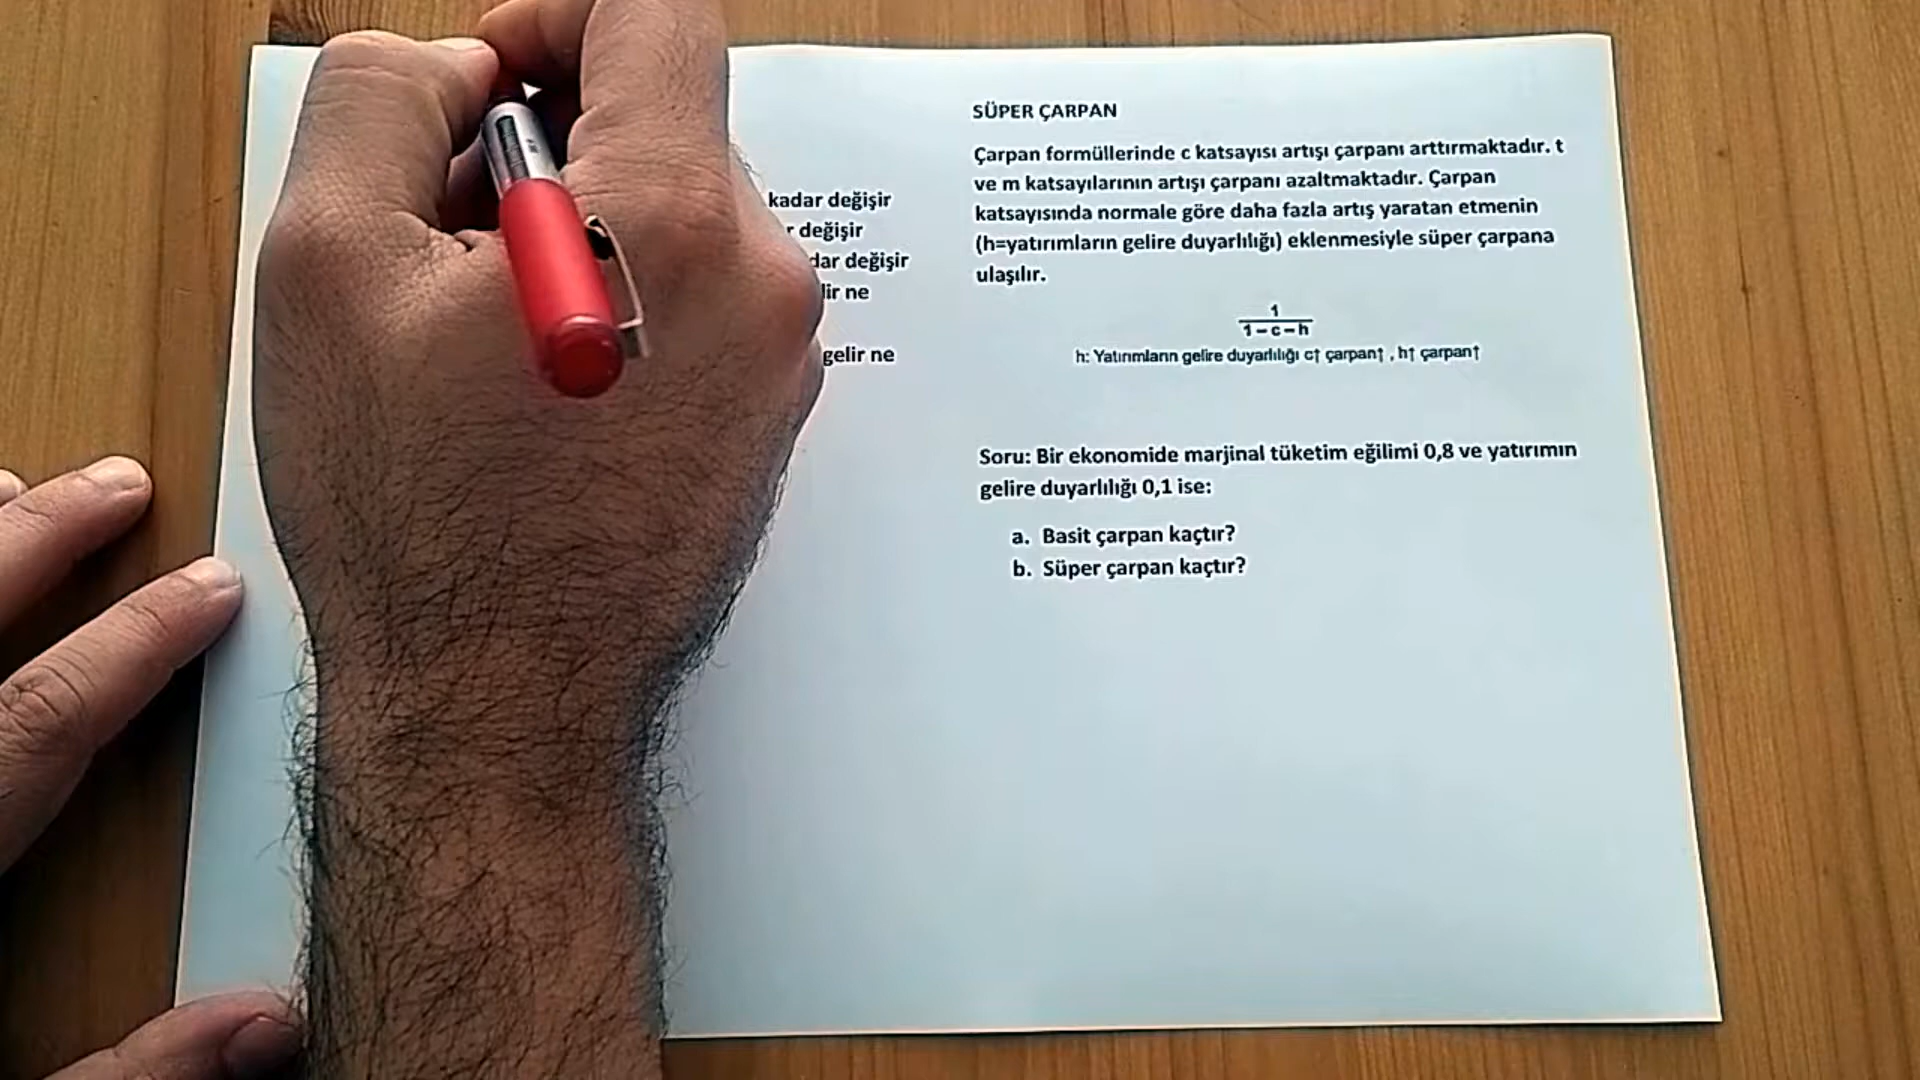 kadar değişir
değişir
değişir
ne
gelir ne
SÜPER ÇARPAN
Çarpan formüllerinde c katsayısı artışı çarpanı arttırmaktadır. t
ve m katsayılarının artışı çarpanı azaltmaktadır. Çarpan
katsayısında normale göre daha fazla artış yaratan etmenin
(h=yatırımların gelire duyarlılığı) eklenmesiyle süper çarpana
ulaşılır.
1
1-c-h
h: Yatırımların gelire duyarlılığı c↑ çarpan↑ , h↑ çarpan↑
Soru: Bir ekonomide marjinal tüketim eğilimi 0,8 ve yatırımın
gelire duyarlılığı 0,1 ise:
a. Basit çarpan kaçtır?
b. Süper çarpan kaçtır?